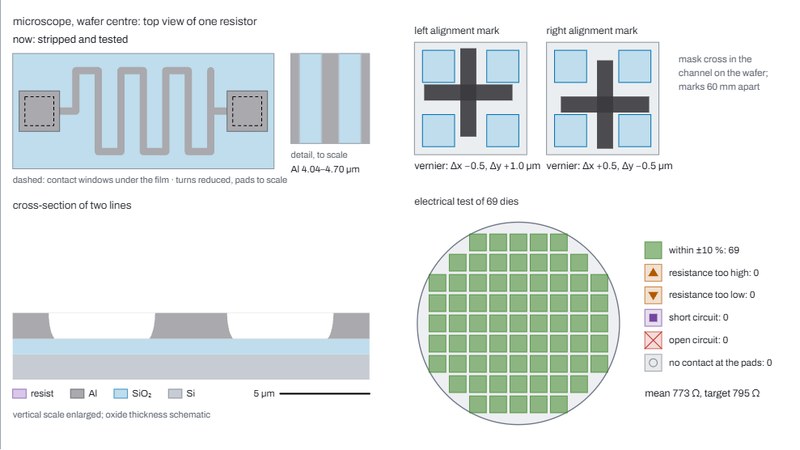 microscope, wafer centre: top view of one resistor
now: stripped and tested
detail, to scale
Al 4.04–4.70 µm
dashed: contact windows under the film · turns reduced, pads to scale
cross-section of two lines
resist
Al
SiO₂
Si
5 µm
vertical scale enlarged; oxide thickness schematic
left alignment mark
right alignment mark
mask cross in the
channel on the wafer;
marks 60 mm apart
vernier: Δx −0.5, Δy +1.0 µm
vernier: Δx +0.5, Δy −0.5 µm
electrical test of 69 dies
within ±10 %: 69
resistance too high: 0
resistance too low: 0
short circuit: 0
open circuit: 0
no contact at the pads: 0
mean 773 Ω, target 795 Ω